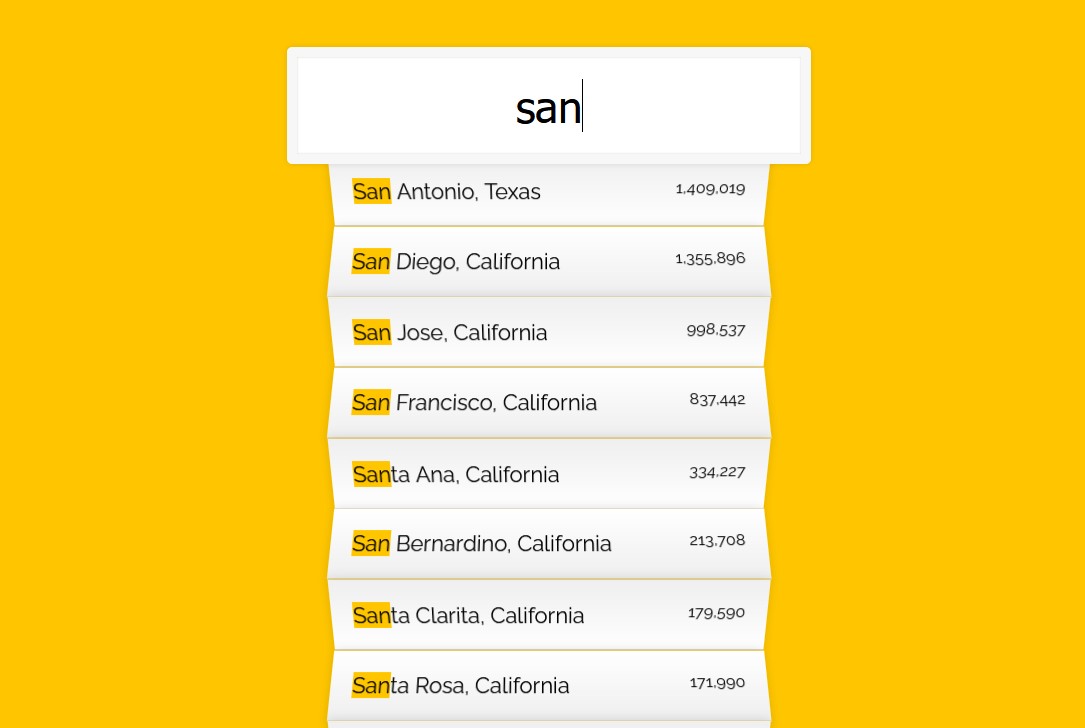 san
San Antonio, Texas 1,409,019
San Diego, California 1,355,896
San Jose, California 998,537
San Francisco, California 837,442
Santa Ana, California 334,227
San Bernardino, California 213,708
Santa Clarita, California 179,590
Santa Rosa, California 171,990